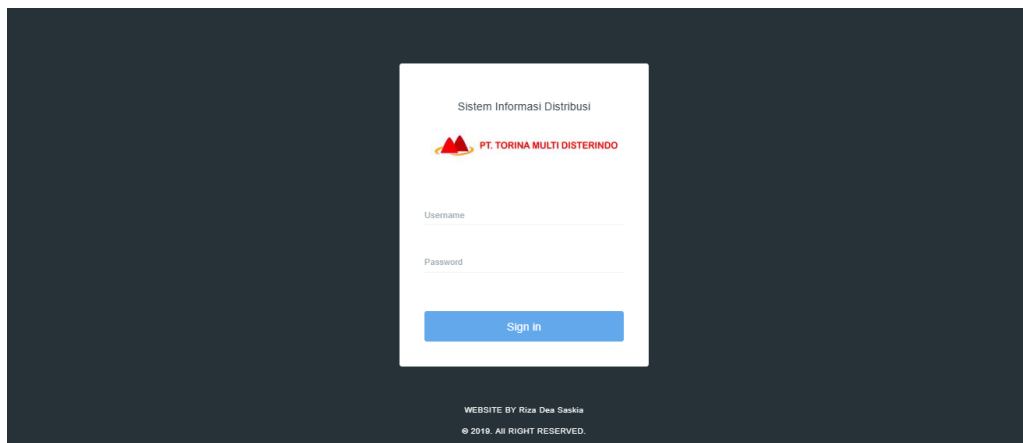 Sistem Informasi Distribusi
PT. TORINA MULTI DISTERINDO
Username
Password
Sign in
WEBSITE BY Riza Dea Saskia
© 2019. All RIGHT RESERVED.